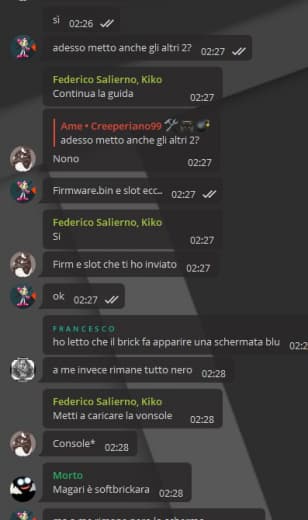 sì 02:26
adesso metto anche gli altri 2? 02:27
Federico Salierno, Kiko
Continua la guida 02:27
Ame • Creeperiano99
adesso metto anche gli altri 2?
Nono 02:27
Firmware.bin e slot ecc.. 02:27
Federico Salierno, Kiko
Si 02:27
Firm e slot che ti ho inviato 02:27
ok 02:27
FRANCESCO
ho letto che il brick fa apparire una schermata blu
a me invece rimane tutto nero 02:28
Federico Salierno, Kiko
Metti a caricare la vonsole 02:28
Console* 02:28
Morto
Magari è softbrickara 02:28